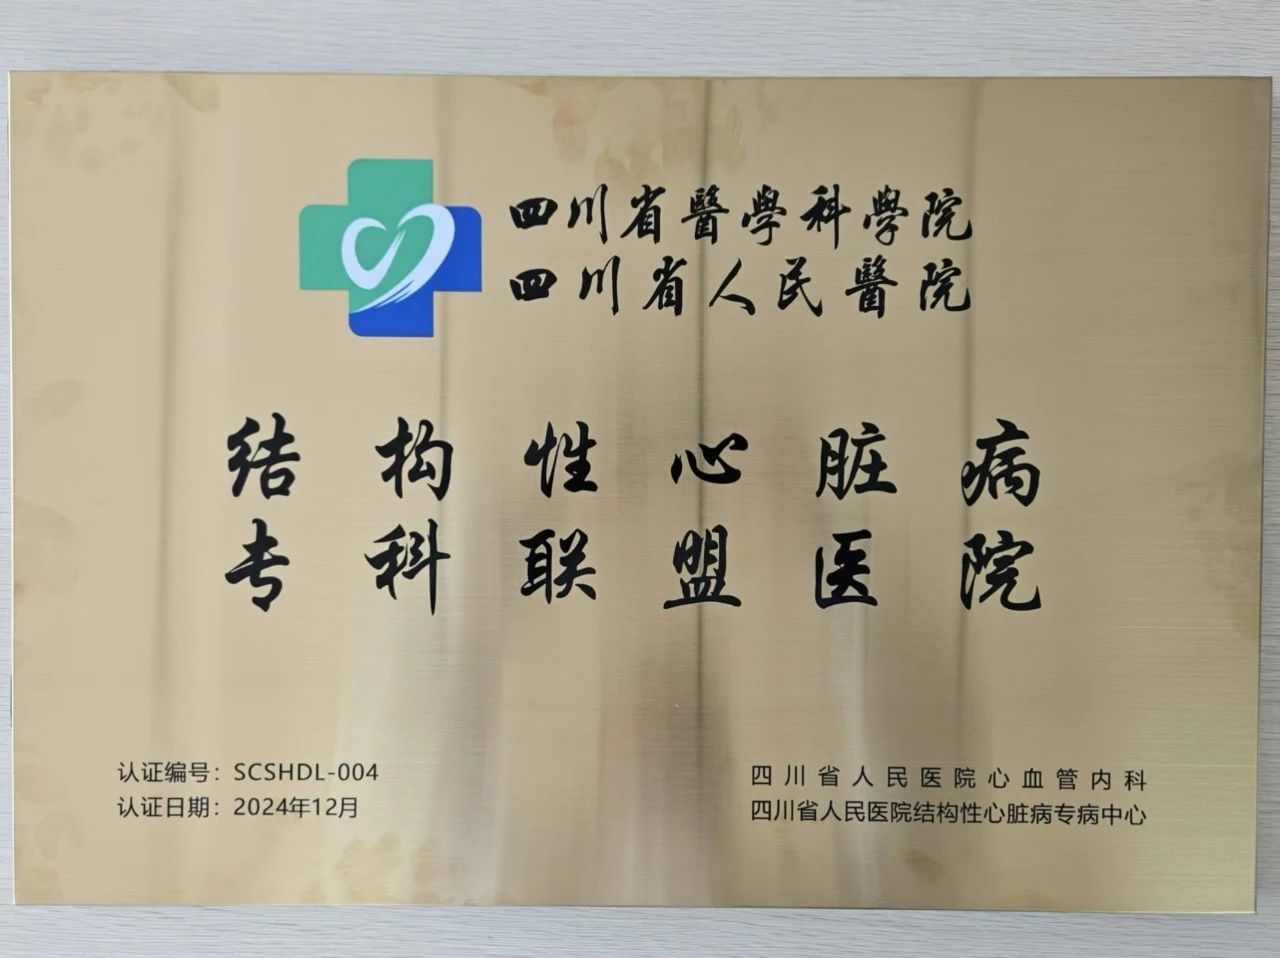 四川省醫學科學院
四川省人民醫院
结构性心脏病
专科联盟医院
认证编号：SCSHDL-004
认证日期：2024年12月
四川省人民医院心血管内科
四川省人民医院结构性心脏病专病中心